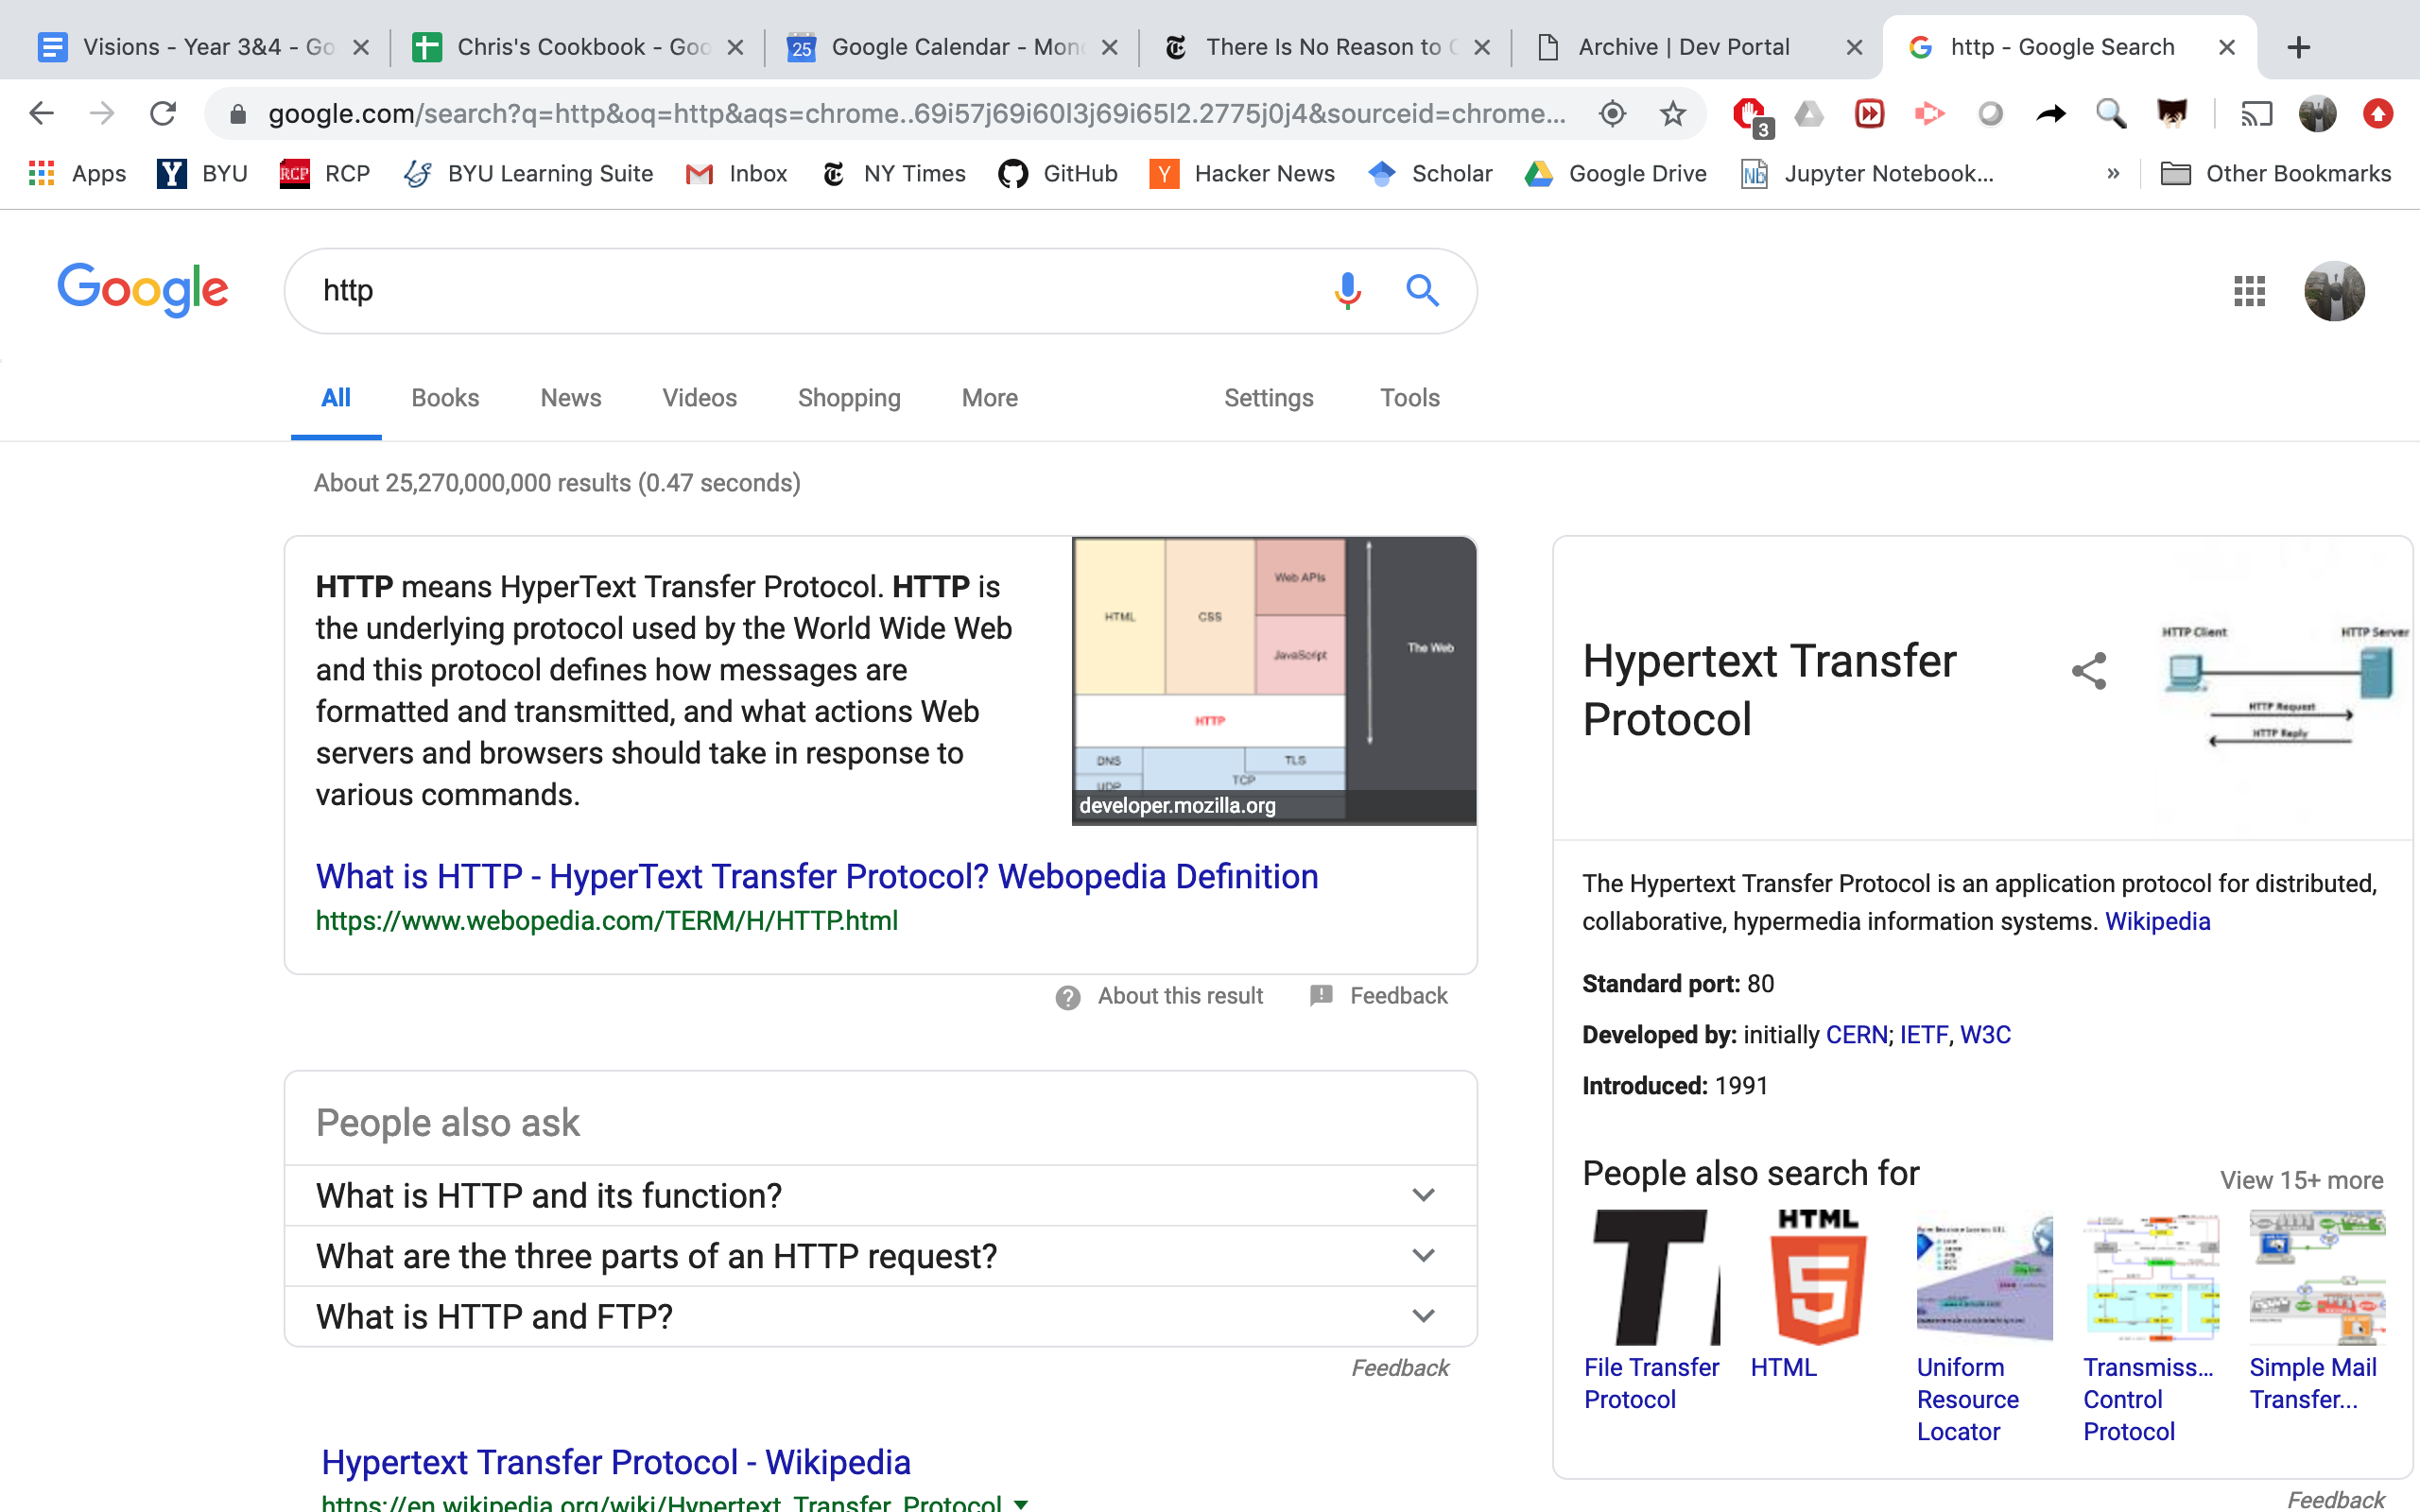 Visions - Year 3&4 - Go
Chris's Cookbook - Goo
25
Google Calendar - Mon
There Is No Reason to
Archive | Dev Portal
http - Google Search
google.com/search?q=http&oq=http&aqs=chrome..69i57j69i60l3j69i65l2.2775j0j4&sourceid=chrome...
3
Apps
BYU
RCP
RCP
BYU Learning Suite
Inbox
NY Times
GitHub
Hacker News
Scholar
Google Drive
Nb
Jupyter Notebook...
»
Other Bookmarks
Google
http
All
Books
News
Videos
Shopping
More
Settings
Tools
About 25,270,000,000 results (0.47 seconds)
HTTP means HyperText Transfer Protocol. HTTP is
the underlying protocol used by the World Wide Web
and this protocol defines how messages are
formatted and transmitted, and what actions Web
servers and browsers should take in response to
various commands.
HTML
CSS
Web APIs
JavaScript
The Web
HTTP
DNS
TLS
UDP
TCP
developer.mozilla.org
What is HTTP - HyperText Transfer Protocol? Webopedia Definition
https://www.webopedia.com/TERM/H/HTTP.html
About this result
Feedback
People also ask
What is HTTP and its function?
What are the three parts of an HTTP request?
What is HTTP and FTP?
Feedback
Hypertext Transfer Protocol - Wikipedia
https://en.wikipedia.org/wiki/Hypertext_Transfer_Protocol
Hypertext Transfer
Protocol
HTTP Client
HTTP Server
HTTP Request
HTTP Reply
The Hypertext Transfer Protocol is an application protocol for distributed,
collaborative, hypermedia information systems. Wikipedia
Standard port: 80
Developed by: initially CERN; IETF, W3C
Introduced: 1991
People also search for
View 15+ more
HTML
File Transfer
Protocol
HTML
Uniform
Resource
Locator
Transmiss...
Control
Protocol
Simple Mail
Transfer...
Feedback